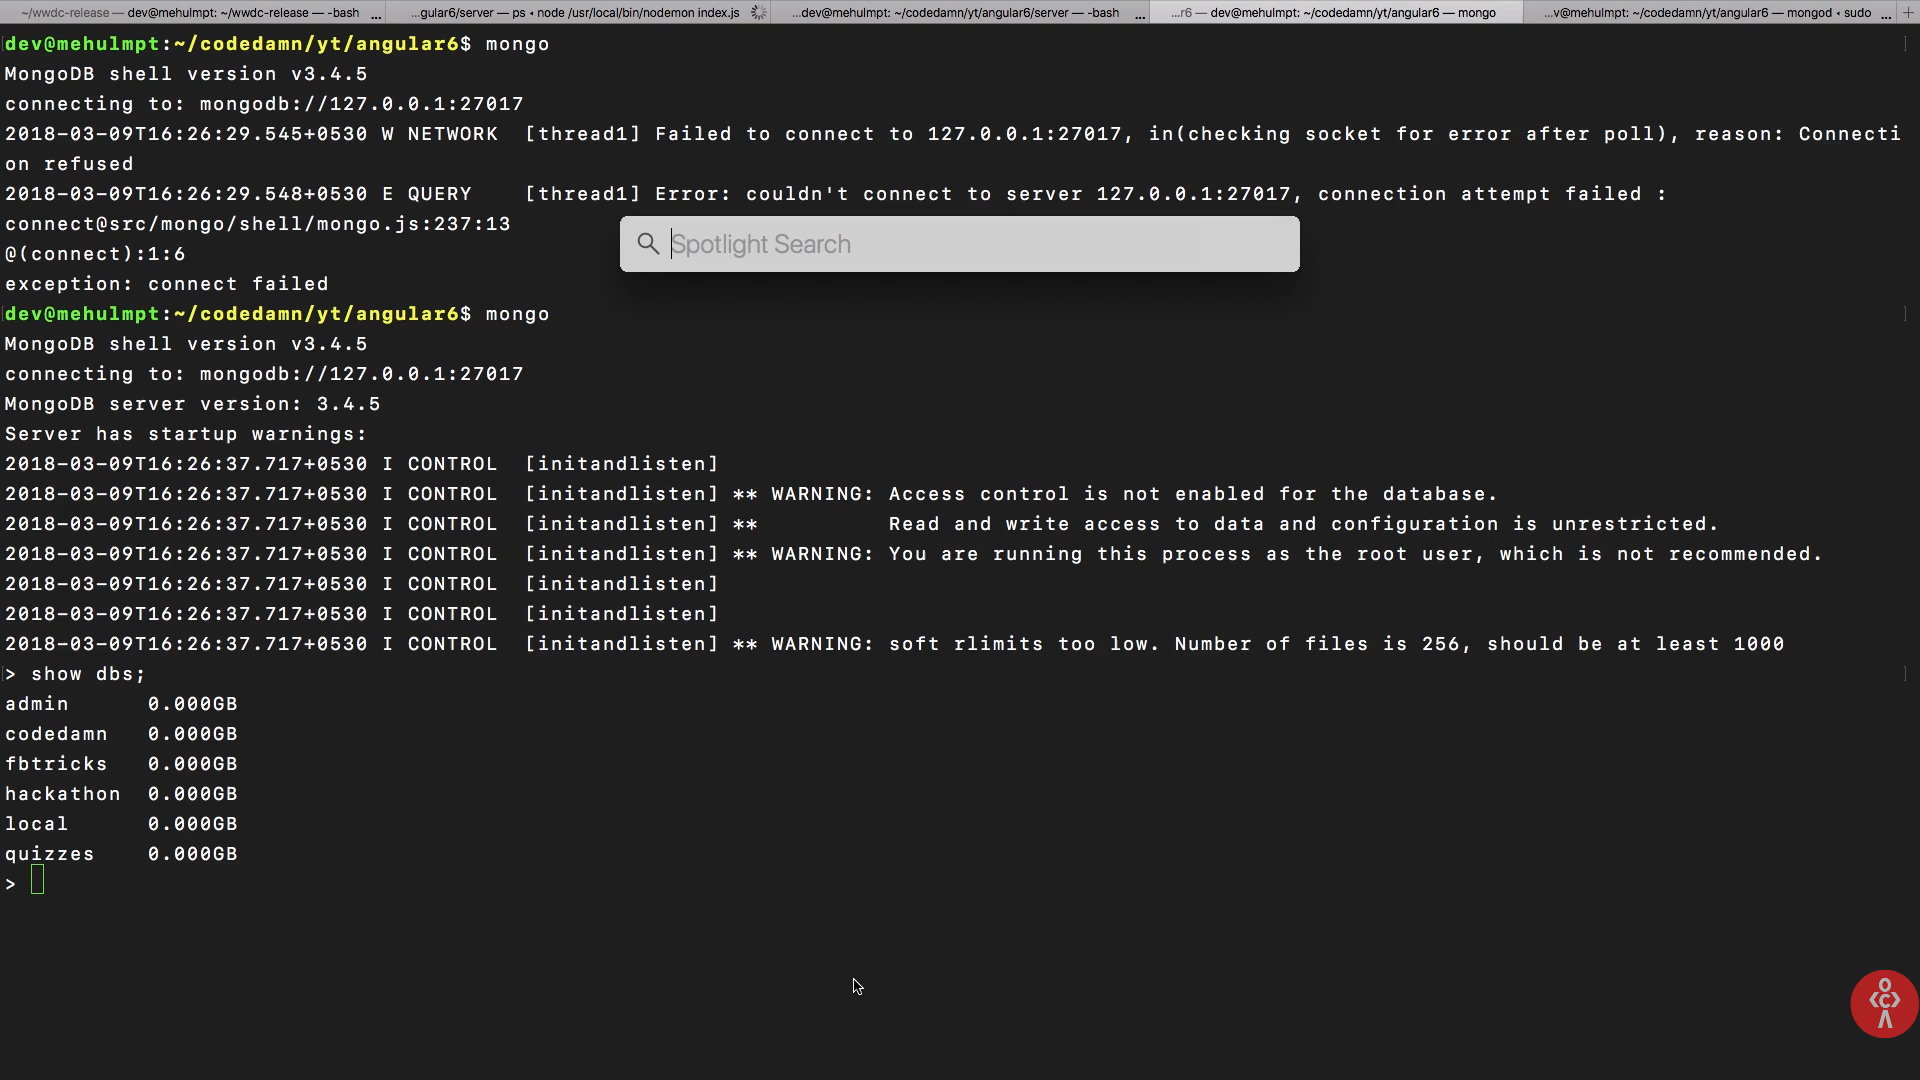 ~/wwdc-release — dev@mehulmpt: ~/wwdc-release — -bash ...
...gular6/server — ps ◂ node /usr/local/bin/nodemon index.js
...dev@mehulmpt: ~/codedamn/yt/angular6/server — -bash ...
...r6 — dev@mehulmpt: ~/codedamn/yt/angular6 — mongo
...v@mehulmpt: ~/codedamn/yt/angular6 — mongod ◂ sudo ...
dev@mehulmpt:~/codedamn/yt/angular6$ mongo
MongoDB shell version v3.4.5
connecting to: mongodb://127.0.0.1:27017
2018-03-09T16:26:29.545+0530 W NETWORK  [thread1] Failed to connect to 127.0.0.1:27017, in(checking socket for error after poll), reason: Connecti
on refused
2018-03-09T16:26:29.548+0530 E QUERY    [thread1] Error: couldn't connect to server 127.0.0.1:27017, connection attempt failed :
connect@src/mongo/shell/mongo.js:237:13
Spotlight Search
@(connect):1:6
exception: connect failed
dev@mehulmpt:~/codedamn/yt/angular6$ mongo
MongoDB shell version v3.4.5
connecting to: mongodb://127.0.0.1:27017
MongoDB server version: 3.4.5
Server has startup warnings:
2018-03-09T16:26:37.717+0530 I CONTROL  [initandlisten]
2018-03-09T16:26:37.717+0530 I CONTROL  [initandlisten] ** WARNING: Access control is not enabled for the database.
2018-03-09T16:26:37.717+0530 I CONTROL  [initandlisten] **          Read and write access to data and configuration is unrestricted.
2018-03-09T16:26:37.717+0530 I CONTROL  [initandlisten] ** WARNING: You are running this process as the root user, which is not recommended.
2018-03-09T16:26:37.717+0530 I CONTROL  [initandlisten]
2018-03-09T16:26:37.717+0530 I CONTROL  [initandlisten]
2018-03-09T16:26:37.717+0530 I CONTROL  [initandlisten] ** WARNING: soft rlimits too low. Number of files is 256, should be at least 1000
> show dbs;
admin      0.000GB
codedamn   0.000GB
fbtricks   0.000GB
hackathon  0.000GB
local      0.000GB
quizzes    0.000GB
>